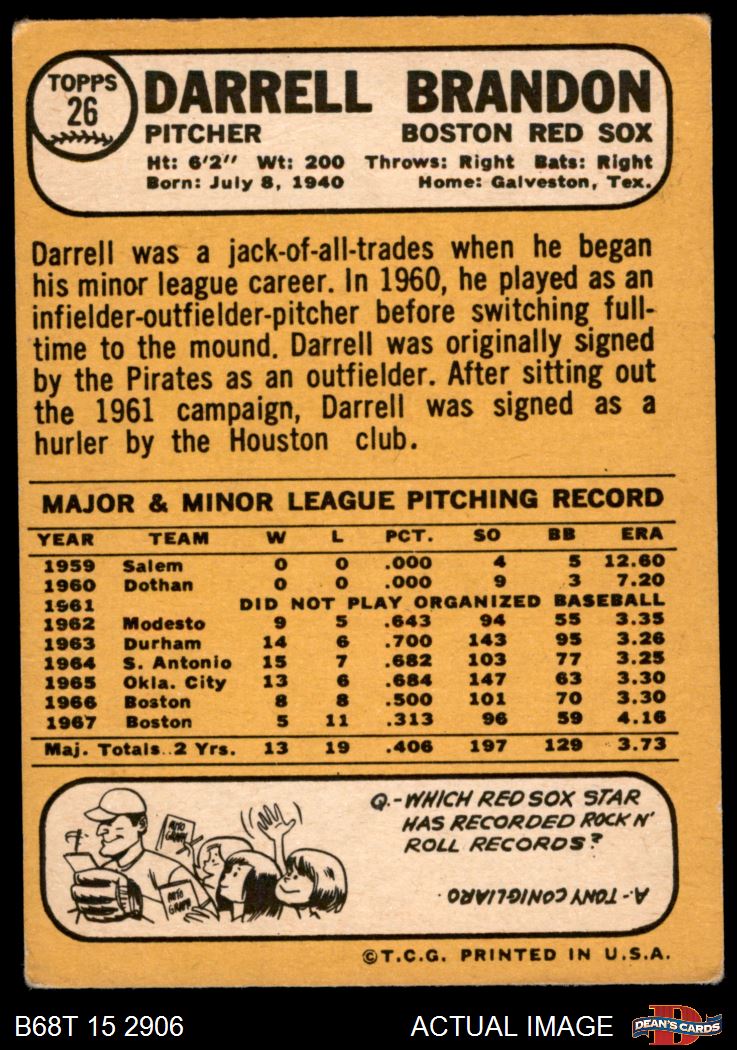 TOPPS
26
DARRELL BRANDON
PITCHER BOSTON RED SOX
Ht: 6'2" Wt: 200 Throws: Right Bats: Right
Born: July 8, 1940 Home: Galveston, Tex.
Darrell was a jack-of-all-trades when he began
his minor league career. In 1960, he played as an
infielder-outfielder-pitcher before switching full-
time to the mound. Darrell was originally signed
by the Pirates as an outfielder. After sitting out
the 1961 campaign, Darrell was signed as a
hurler by the Houston club.
MAJOR & MINOR LEAGUE PITCHING RECORD
YEAR TEAM W L PCT. SO BB ERA
1959 Salem 0 0 .000 4 5 12.60
1960 Dothan 0 0 .000 9 3 7.20
1961 DID NOT PLAY ORGANIZED BASEBALL
1962 Modesto 9 5 .643 94 55 3.35
1963 Durham 14 6 .700 143 95 3.26
1964 S. Antonio 15 7 .682 103 77 3.25
1965 Okla. City 13 6 .684 147 63 3.30
1966 Boston 8 8 .500 101 70 3.30
1967 Boston 5 11 .313 96 59 4.16
Maj. Totals..2 Yrs. 13 19 .406 197 129 3.73
AUTO
GRAPH
AUTO
GRAPH
Q.-WHICH RED SOX STAR
HAS RECORDED ROCK N'
ROLL RECORDS?
A.-TONY CONIGLIARO.
©T.C.G. PRINTED IN U.S.A.
B68T 15 2906 ACTUAL IMAGE DEAN'S CARDS